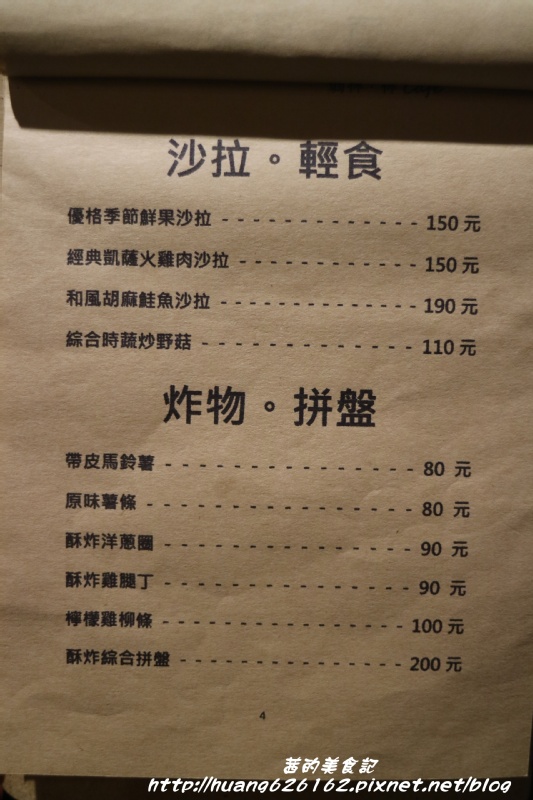 沙拉。輕食
優格季節鮮果沙拉 - - - - - - - - - - - - - - - - 150 元
經典凱薩火雞肉沙拉 - - - - - - - - - - - - - - 150 元
和風胡麻鮭魚沙拉 - - - - - - - - - - - - - - - 190 元
綜合時蔬炒野菇 - - - - - - - - - - - - - - - - 110 元
炸物。拼盤
帶皮馬鈴薯 - - - - - - - - - - - - - - - - - - - 80 元
原味薯條 - - - - - - - - - - - - - - - - - - - - 80 元
酥炸洋蔥圈 - - - - - - - - - - - - - - - - - - - 90 元
酥炸雞腿丁 - - - - - - - - - - - - - - - - - - - 90 元
檸檬雞柳條 - - - - - - - - - - - - - - - - - - - 100 元
酥炸綜合拼盤 - - - - - - - - - - - - - - - - - 200 元
4
茜的美食記
http://huang626162.pixnet.net/blog